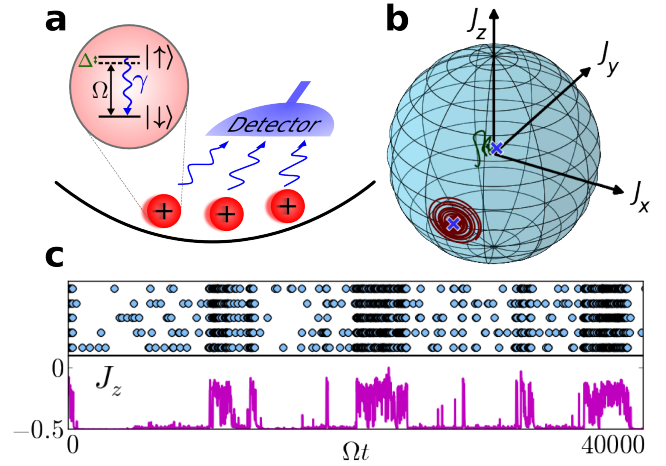 a
Δ
|↑⟩
Ω
γ
|↓⟩
Detector
+
+
+
b
J_z
J_y
J_x
c
0
J_z
−0.5
0
Ωt
40000